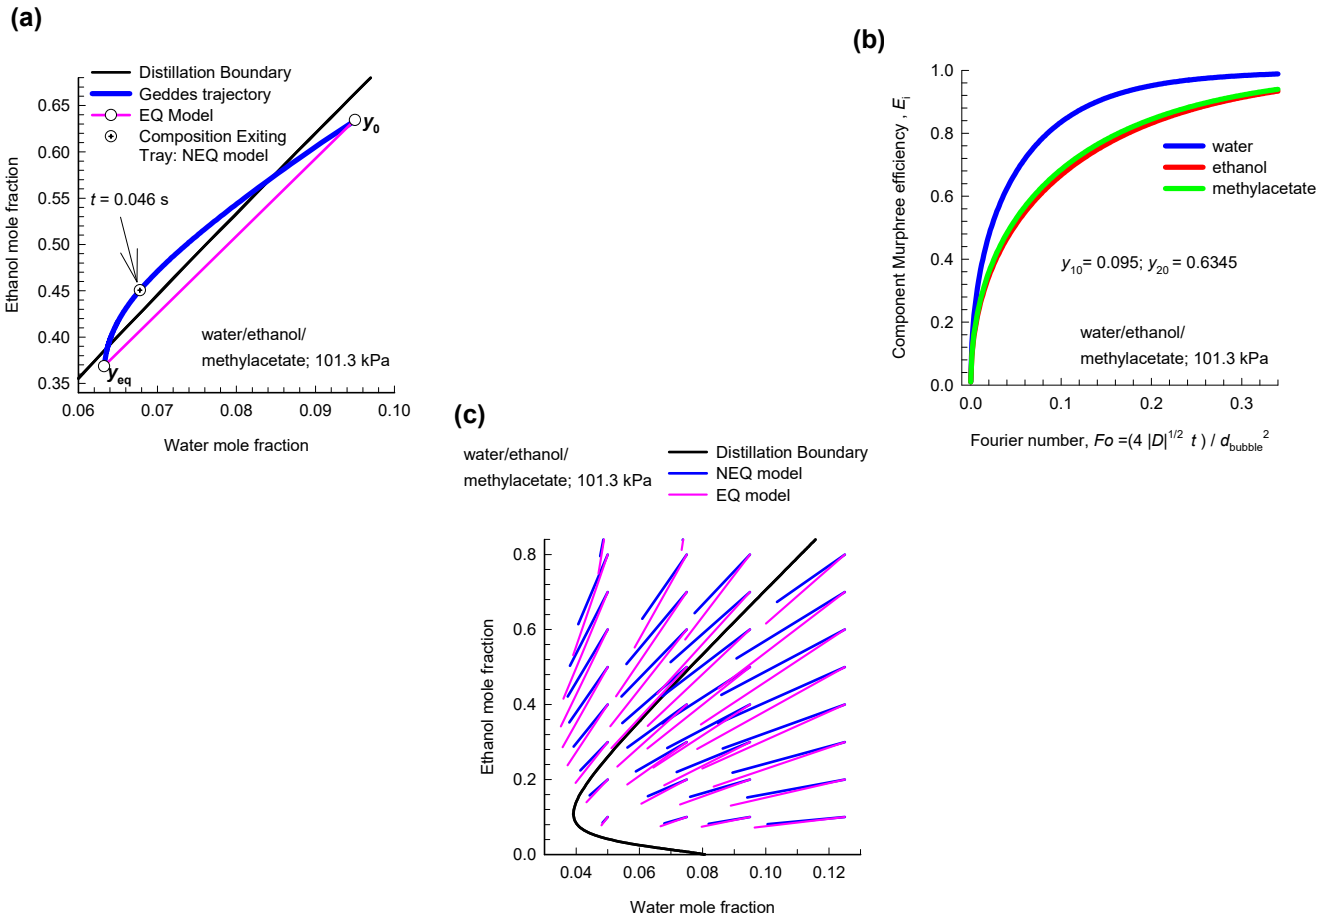 (a)
Distillation Boundary
Geddes trajectory
EQ Model
Composition Exiting
Tray: NEQ model
y0
t = 0.046 s
yeq
water/ethanol/
methylacetate; 101.3 kPa
Ethanol mole fraction
0.65
0.60
0.55
0.50
0.45
0.40
0.35
0.06 0.07 0.08 0.09 0.10
Water mole fraction
(b)
Component Murphree efficiency , Ei
1.0
0.8
0.6
0.4
0.2
0.0
water
ethanol
methylacetate
y10= 0.095; y20 = 0.6345
water/ethanol/
methylacetate; 101.3 kPa
0.0 0.1 0.2 0.3
Fourier number, Fo =(4 |D|^1/2 t ) / dbubble^2
(c)
water/ethanol/
methylacetate; 101.3 kPa
Distillation Boundary
NEQ model
EQ model
Ethanol mole fraction
0.8
0.6
0.4
0.2
0.0
0.04 0.06 0.08 0.10 0.12
Water mole fraction